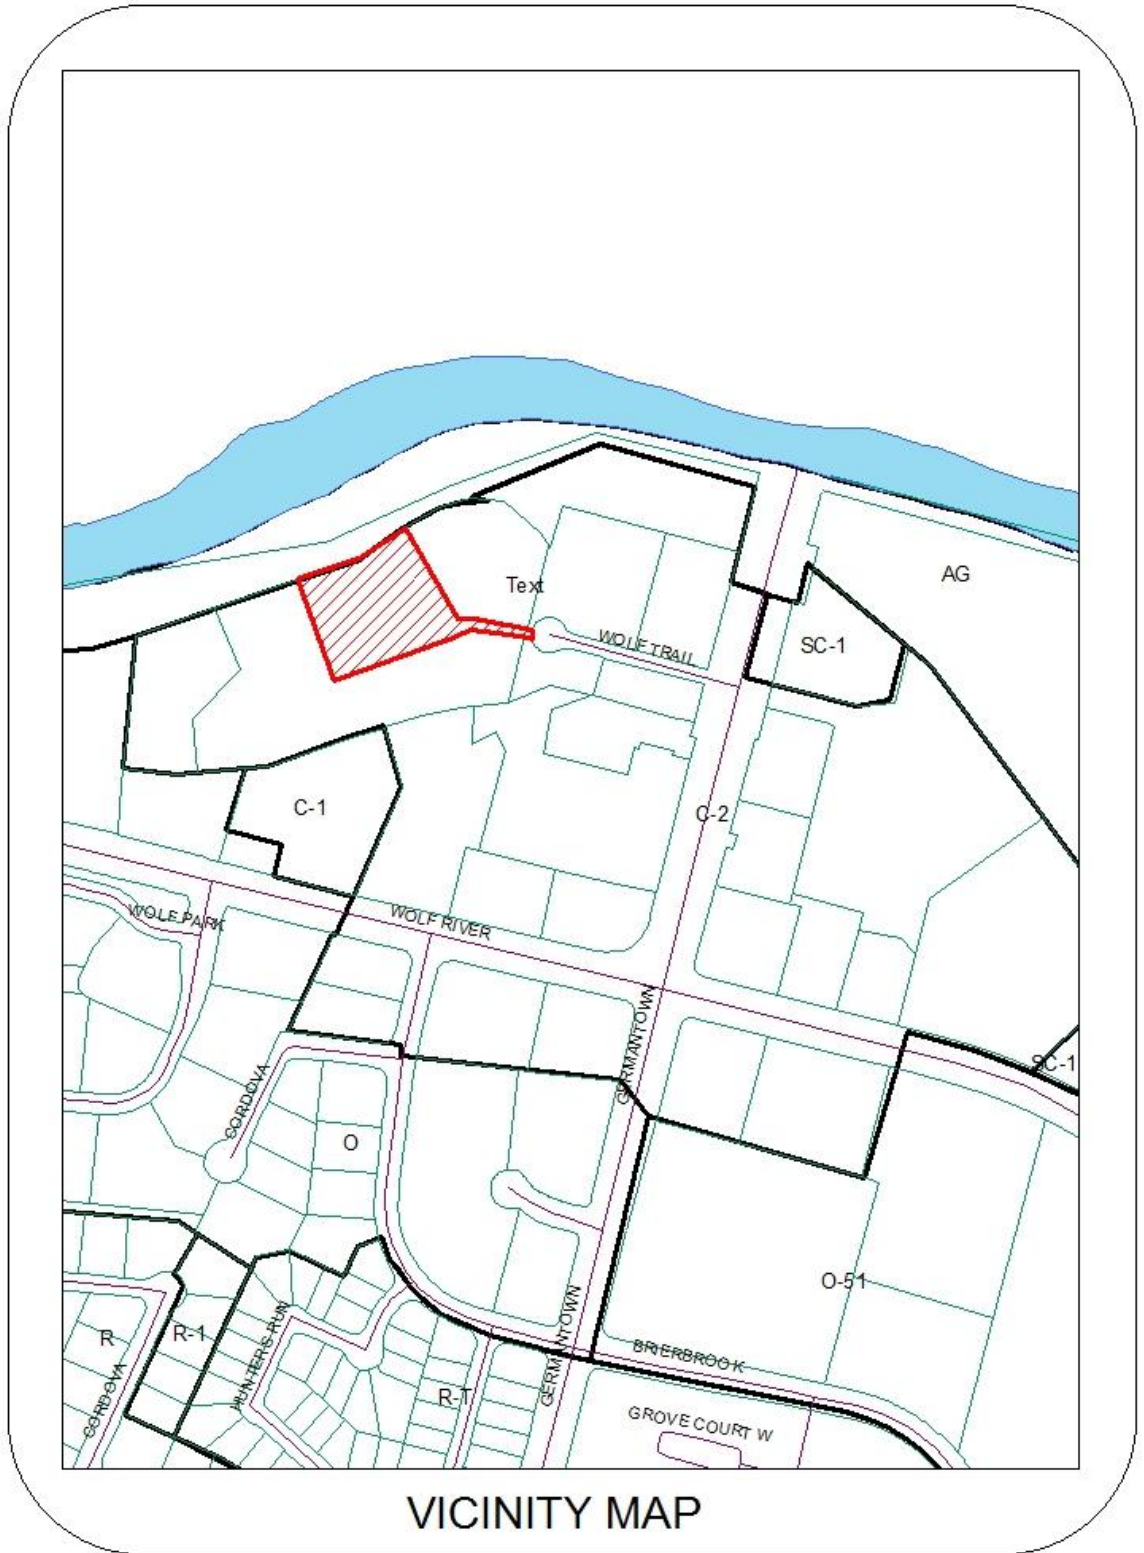 AG
Text
WOLF TRAIL
SC-1
C-1
C-2
WOLF PARK
WOLF RIVER
GERMANTOWN
SC-1
CORDOVA
O
O-51
HUNTERS RUN
GERMANTOWN
R
R-1
BRIERBROOK
CORDOVA
R-T
GROVE COURT W
VICINITY MAP